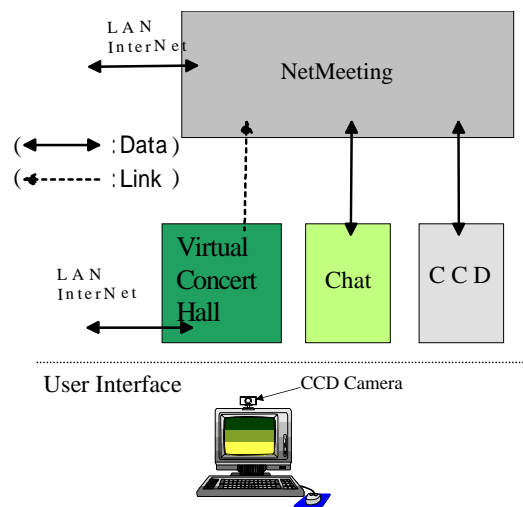 LAN
InterNet
NetMeeting
( : Data )
( : Link )
Virtual
Concert
Hall
Chat
CCD
LAN
InterNet
User Interface
CCD Camera